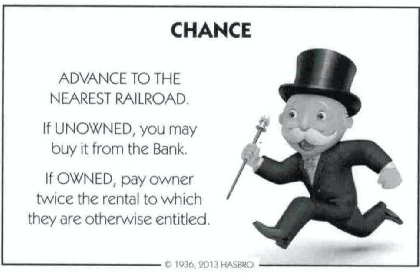 CHANCE
ADVANCE TO THE
NEAREST RAILROAD.
If UNOWNED, you may
buy it from the Bank.
If OWNED, pay owner
twice the rental to which
they are otherwise entitled.
© 1936, 2013 HASBRO